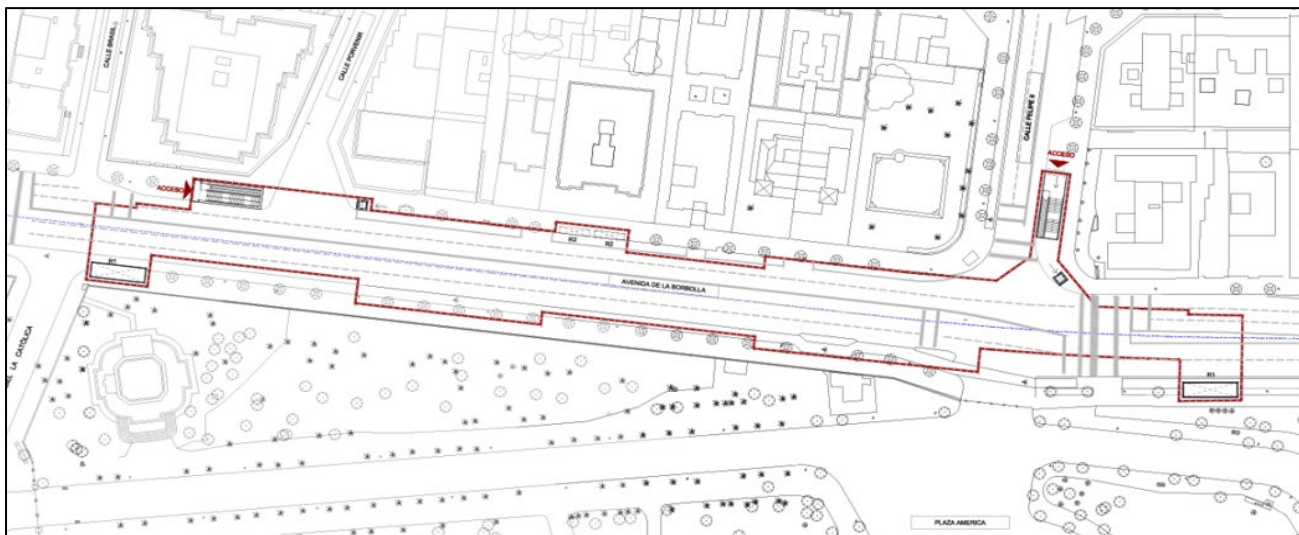 CALLE BRASIL
CALLE PORVENIR
CALLE FELIPE II
ACCESO
ACCESO
R2
R2
R1
AVENIDA DE LA BORBOLLA
LA CATÓLICA
R1
PLAZA AMERICA